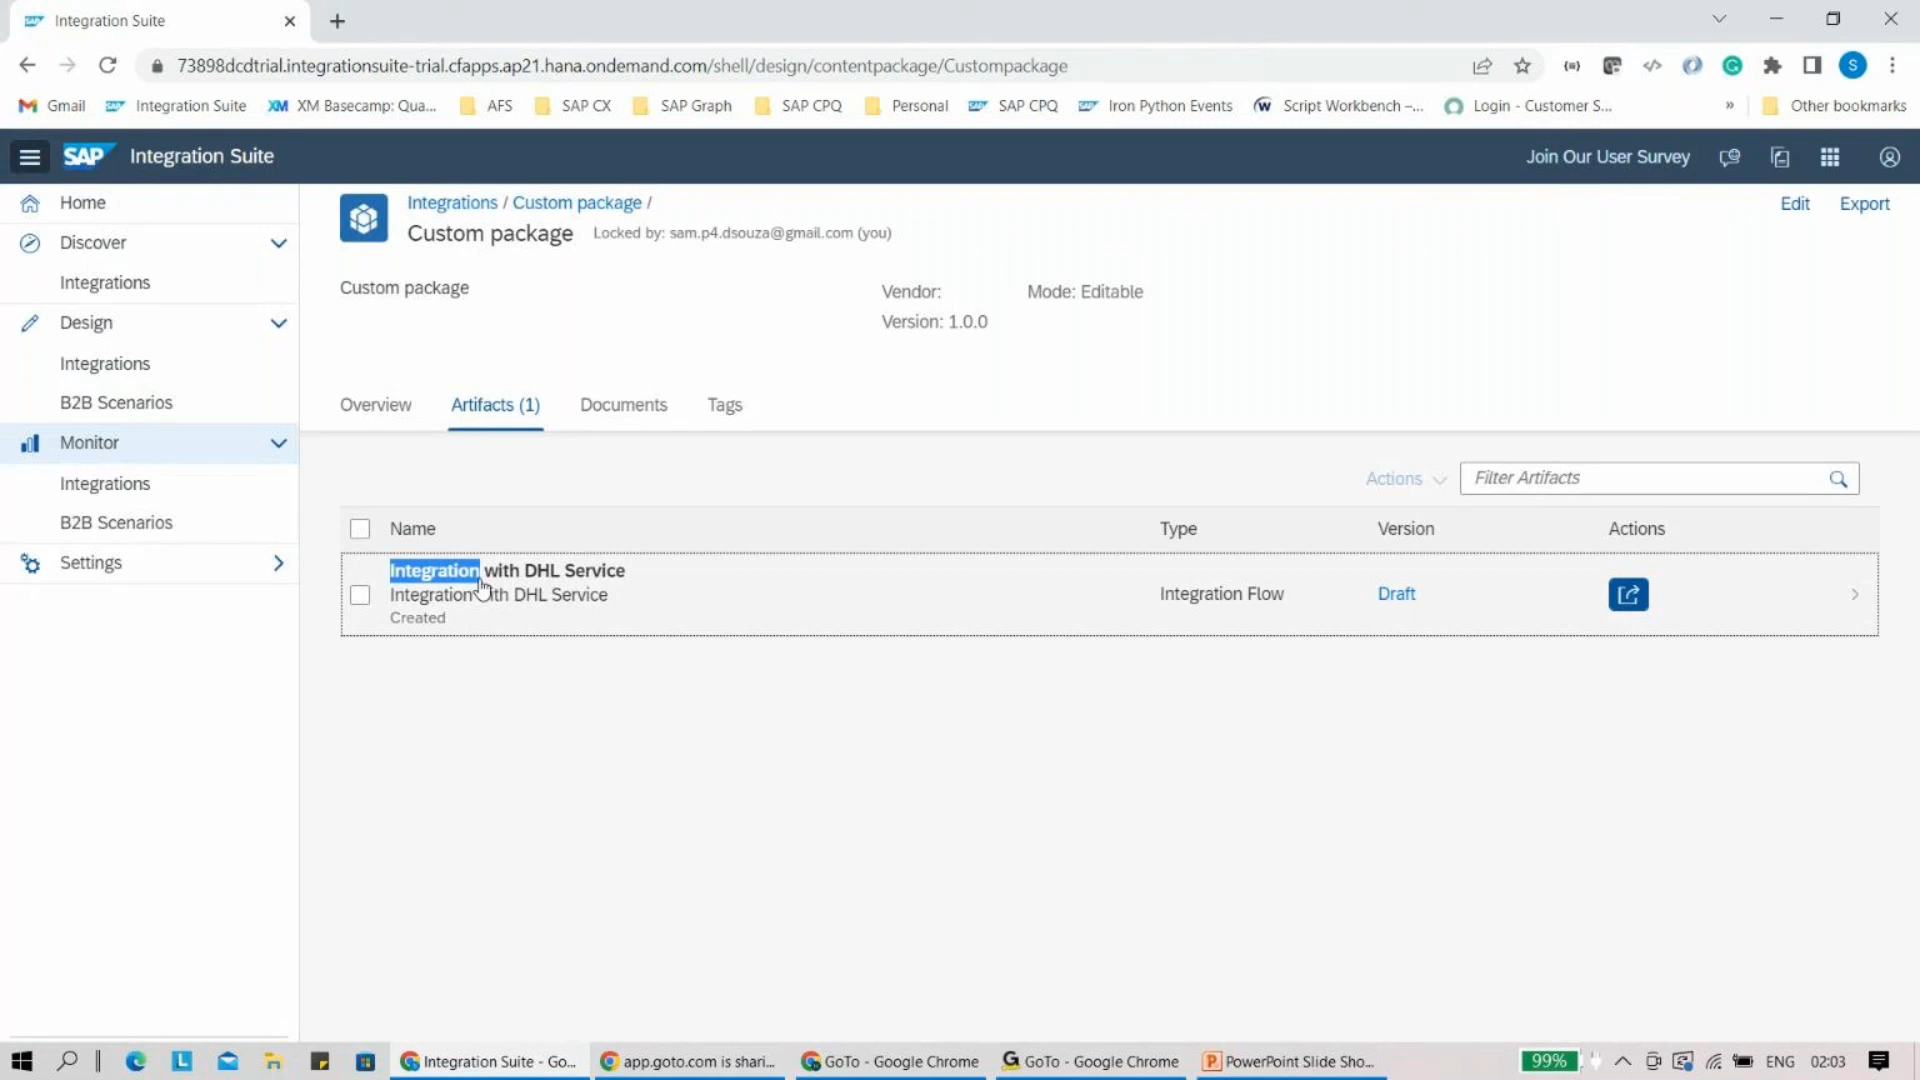 Integration Suite
73898dcdtrial.integrationsuite-trial.cfapps.ap21.hana.ondemand.com/shell/design/contentpackage/Custompackage
S
Gmail
Integration Suite
XM Basecamp: Qua...
AFS
SAP CX
SAP Graph
SAP CPQ
Personal
SAP CPQ
Iron Python Events
Script Workbench –...
Login - Customer S...
»
Other bookmarks
SAP Integration Suite
Join Our User Survey
Home
Discover
Integrations
Design
Integrations
B2B Scenarios
Monitor
Integrations
B2B Scenarios
Settings
Integrations / Custom package /
Edit
Export
Custom package Locked by: sam.p4.dsouza@gmail.com (you)
Custom package
Vendor:
Mode: Editable
Version: 1.0.0
Overview
Artifacts (1)
Documents
Tags
Actions
Filter Artifacts
Name
Type
Version
Actions
Integration with DHL Service
Integration with DHL Service
Created
Integration Flow
Draft
Integration Suite - Go...
app.goto.com is shari...
GoTo - Google Chrome
GoTo - Google Chrome
PowerPoint Slide Sho...
99%
ENG
02:03